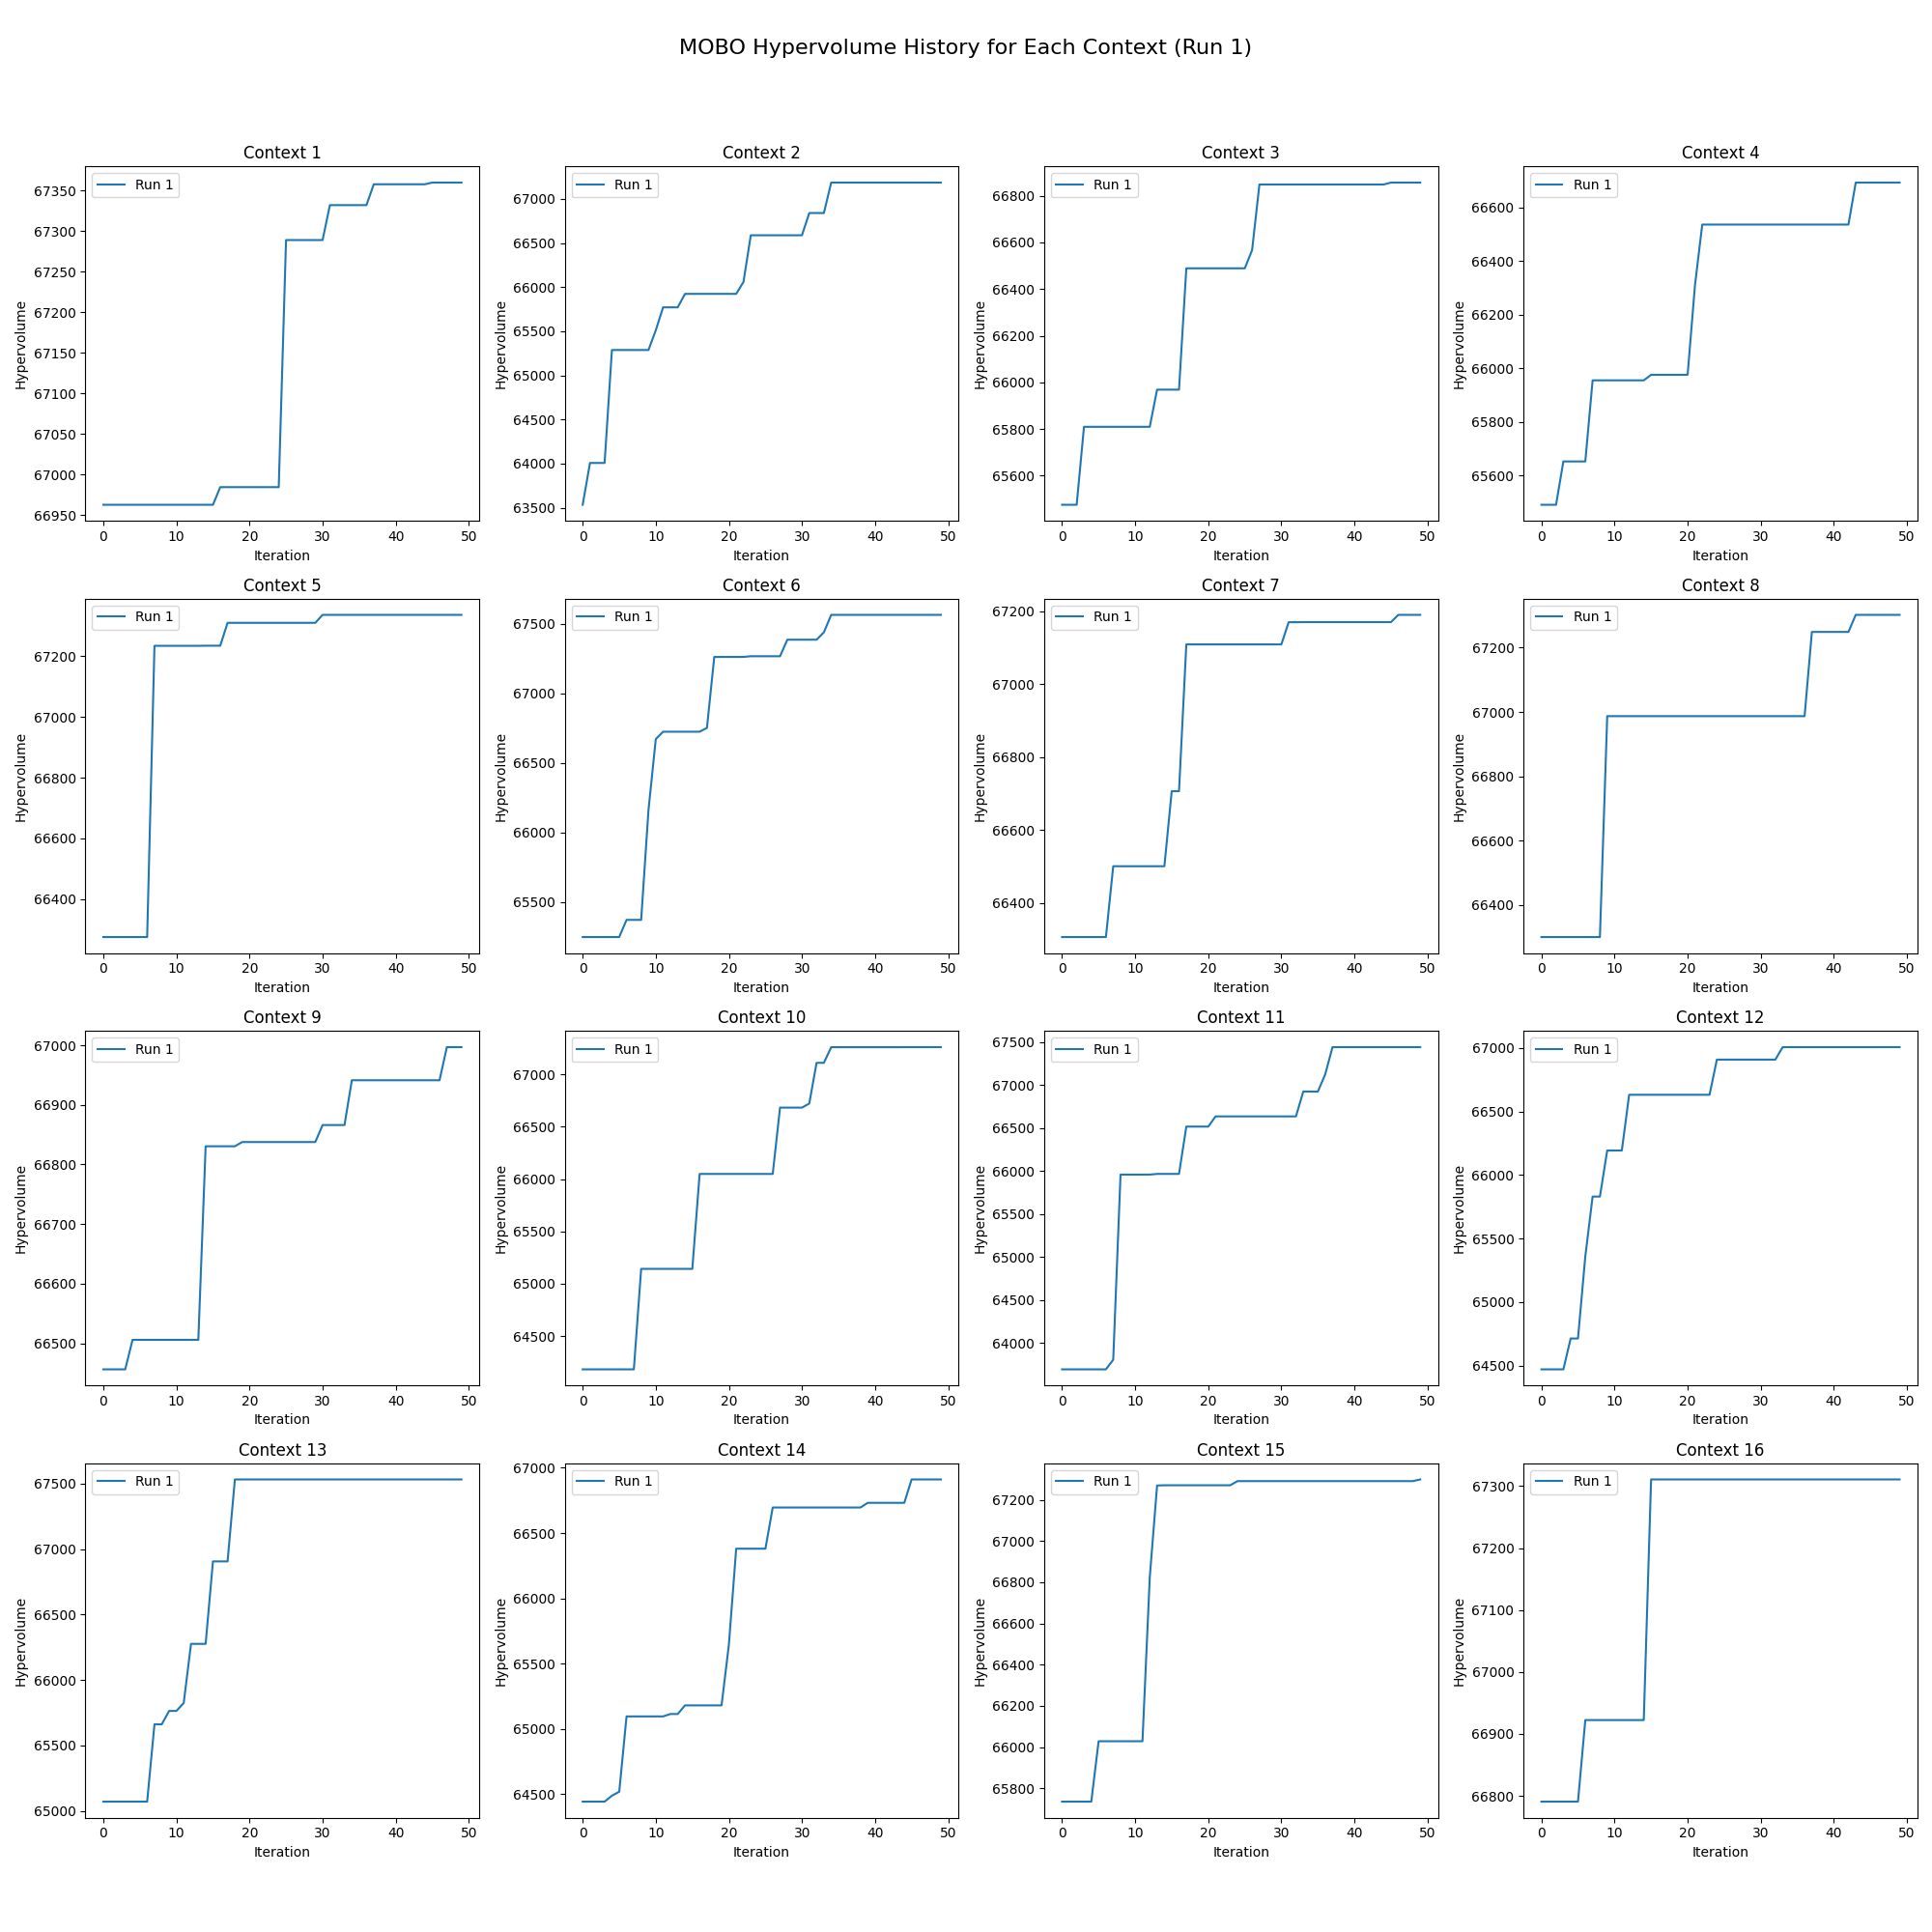 MOBO Hypervolume History for Each Context (Run 1)
Context 1
Run 1
67350
67300
67250
67200
67150
67100
67050
67000
66950
0 10 20 30 40 50
Iteration
Hypervolume
Context 2
Run 1
67000
66500
66000
65500
65000
64500
64000
63500
0 10 20 30 40 50
Iteration
Hypervolume
Context 3
Run 1
66800
66600
66400
66200
66000
65800
65600
0 10 20 30 40 50
Iteration
Hypervolume
Context 4
Run 1
66600
66400
66200
66000
65800
65600
0 10 20 30 40 50
Iteration
Hypervolume
Context 5
Run 1
67200
67000
66800
66600
66400
0 10 20 30 40 50
Iteration
Hypervolume
Context 6
Run 1
67500
67000
66500
66000
65500
0 10 20 30 40 50
Iteration
Hypervolume
Context 7
Run 1
67200
67000
66800
66600
66400
0 10 20 30 40 50
Iteration
Hypervolume
Context 8
Run 1
67200
67000
66800
66600
66400
0 10 20 30 40 50
Iteration
Hypervolume
Context 9
Run 1
67000
66900
66800
66700
66600
66500
0 10 20 30 40 50
Iteration
Hypervolume
Context 10
Run 1
67000
66500
66000
65500
65000
64500
0 10 20 30 40 50
Iteration
Hypervolume
Context 11
Run 1
67500
67000
66500
66000
65500
65000
64500
64000
0 10 20 30 40 50
Iteration
Hypervolume
Context 12
Run 1
67000
66500
66000
65500
65000
64500
0 10 20 30 40 50
Iteration
Hypervolume
Context 13
Run 1
67500
67000
66500
66000
65500
65000
0 10 20 30 40 50
Iteration
Hypervolume
Context 14
Run 1
67000
66500
66000
65500
65000
64500
0 10 20 30 40 50
Iteration
Hypervolume
Context 15
Run 1
67200
67000
66800
66600
66400
66200
66000
65800
0 10 20 30 40 50
Iteration
Hypervolume
Context 16
Run 1
67300
67200
67100
67000
66900
66800
0 10 20 30 40 50
Iteration
Hypervolume